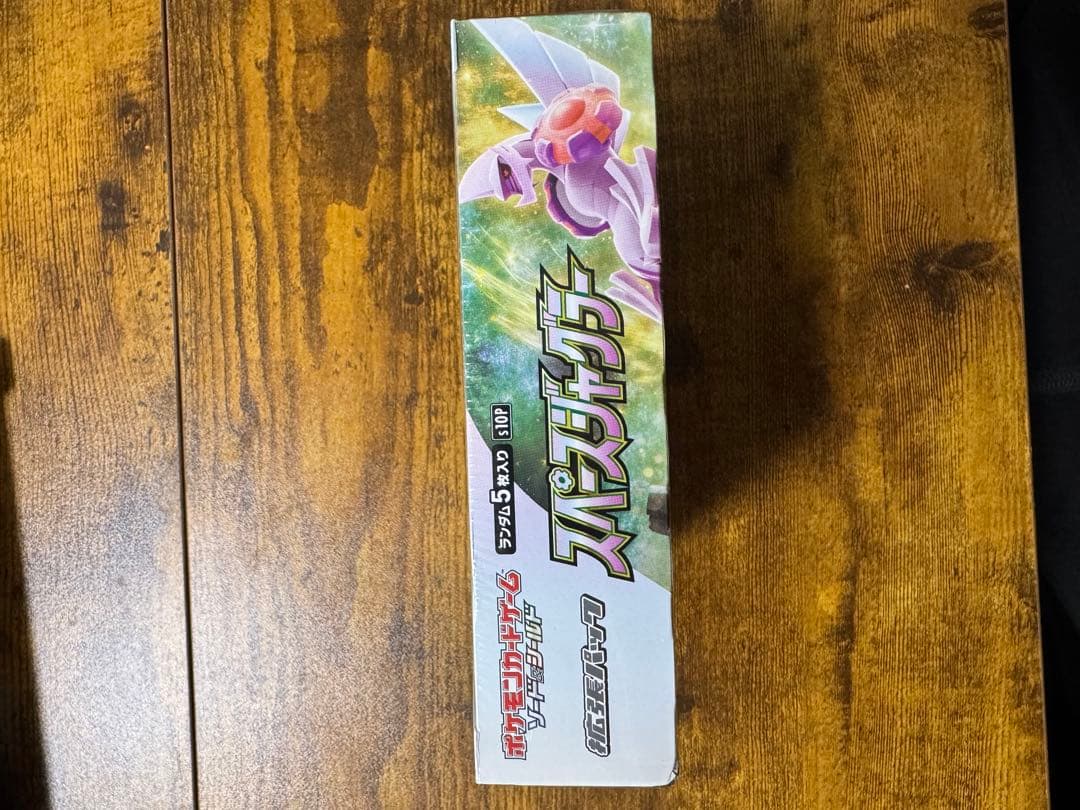 ポケモンカードゲーム
ソード&シールド
ランダム5枚入り s10P
拡張パック
スペースジャグラー